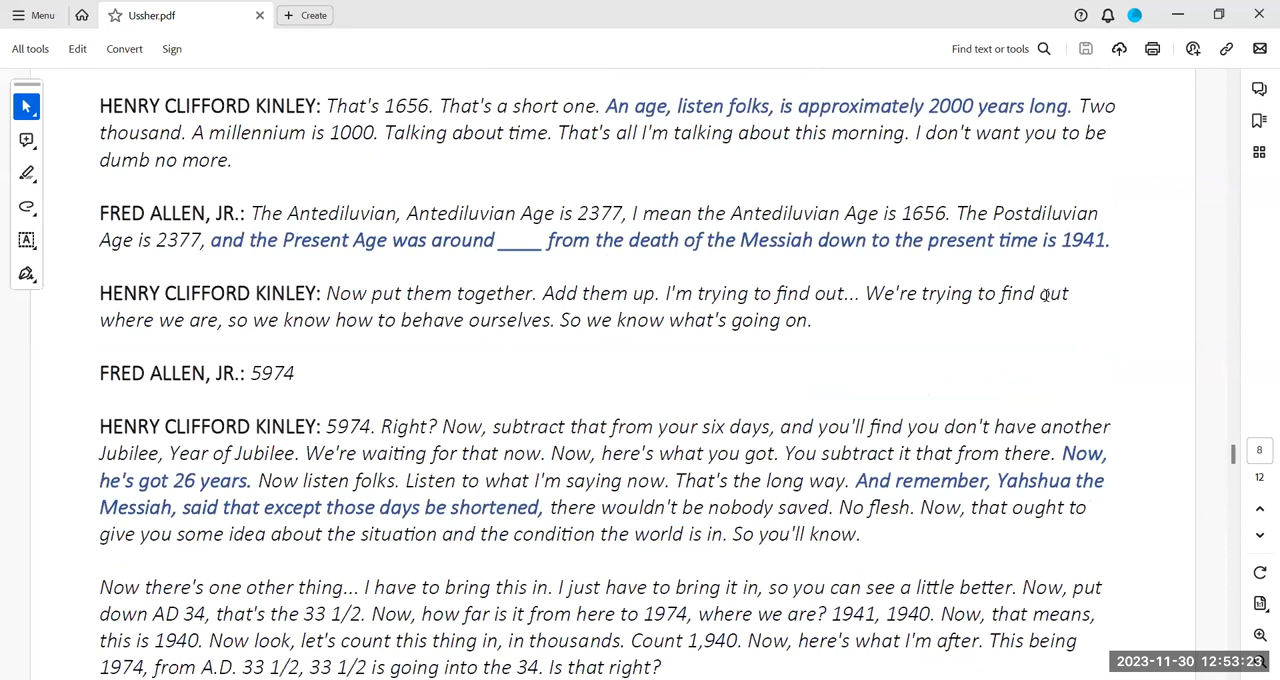 Menu
Ussher.pdf
Create
All tools
Edit
Convert
Sign
Find text or tools
HENRY CLIFFORD KINLEY: That's 1656. That's a short one. An age, listen folks, is approximately 2000 years long. Two
thousand. A millennium is 1000. Talking about time. That's all I'm talking about this morning. I don't want you to be
dumb no more.
FRED ALLEN, JR.: The Antediluvian, Antediluvian Age is 2377, I mean the Antediluvian Age is 1656. The Postdiluvian
Age is 2377, and the Present Age was around ____ from the death of the Messiah down to the present time is 1941.
HENRY CLIFFORD KINLEY: Now put them together. Add them up. I'm trying to find out... We're trying to find out
where we are, so we know how to behave ourselves. So we know what's going on.
FRED ALLEN, JR.: 5974
HENRY CLIFFORD KINLEY: 5974. Right? Now, subtract that from your six days, and you'll find you don't have another
Jubilee, Year of Jubilee. We're waiting for that now. Now, here's what you got. You subtract it that from there. Now,
he's got 26 years. Now listen folks. Listen to what I'm saying now. That's the long way. And remember, Yahshua the
Messiah, said that except those days be shortened, there wouldn't be nobody saved. No flesh. Now, that ought to
give you some idea about the situation and the condition the world is in. So you'll know.
Now there's one other thing... I have to bring this in. I just have to bring it in, so you can see a little better. Now, put
down AD 34, that's the 33 1/2. Now, how far is it from here to 1974, where we are? 1941, 1940. Now, that means,
this is 1940. Now look, let's count this thing in, in thousands. Count 1,940. Now, here's what I'm after. This being
1974, from A.D. 33 1/2, 33 1/2 is going into the 34. Is that right?
8
12
2023-11-30 12:53:23